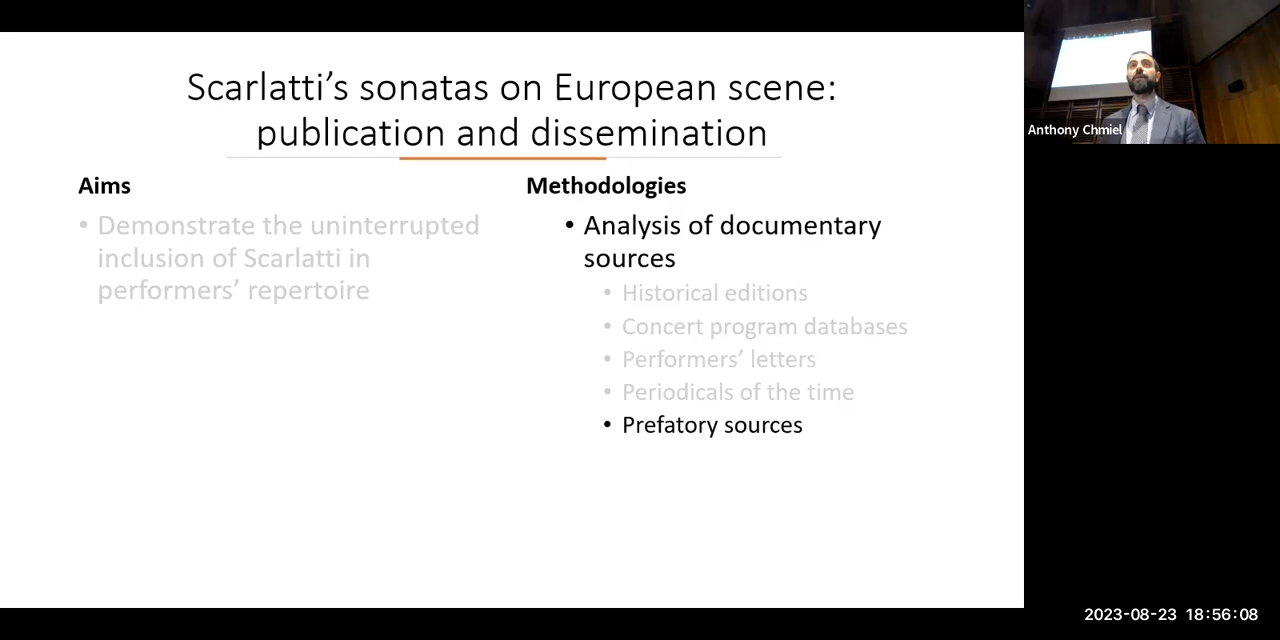 Scarlatti’s sonatas on European scene:
publication and dissemination
Aims
• Demonstrate the uninterrupted
inclusion of Scarlatti in
performers’ repertoire
Methodologies
• Analysis of documentary
sources
• Historical editions
• Concert program databases
• Performers’ letters
• Periodicals of the time
• Prefatory sources
Anthony Chmiel
2023-08-23 18:56:08